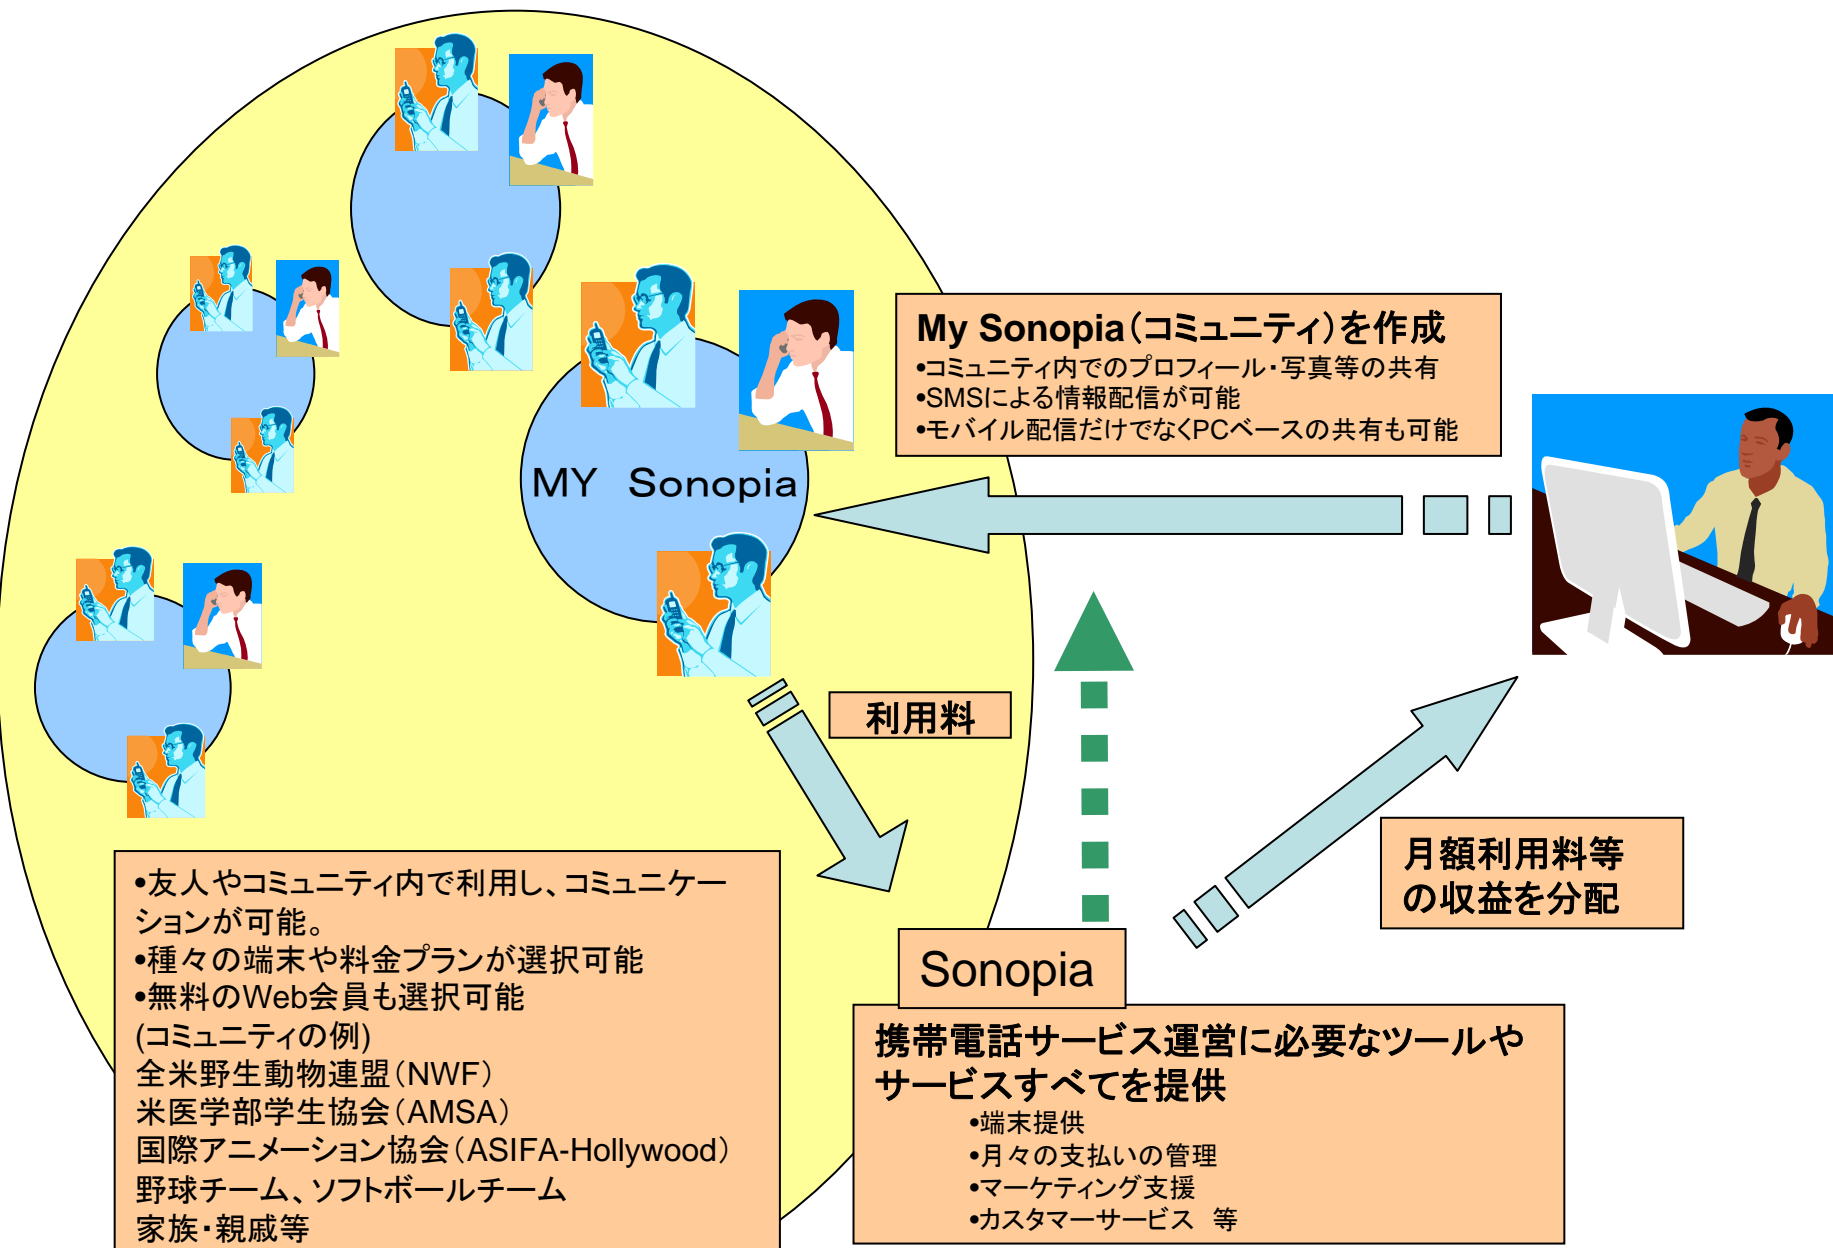 My Sonopia（コミュニティ）を作成
•コミュニティ内でのプロフィール・写真等の共有
•SMSによる情報配信が可能
•モバイル配信だけでなくPCベースの共有も可能
MY　Sonopia
利用料
月額利用料等
の収益を分配
•友人やコミュニティ内で利用し、コミュニケー
ションが可能。
•種々の端末や料金プランが選択可能
•無料のWeb会員も選択可能
(コミュニティの例)
全米野生動物連盟（NWF）
米医学部学生協会（AMSA）
国際アニメーション協会（ASIFA-Hollywood）
野球チーム、ソフトボールチーム
家族・親戚等
Sonopia
携帯電話サービス運営に必要なツールや
サービスすべてを提供
•端末提供
•月々の支払いの管理
•マーケティング支援
•カスタマーサービス　等